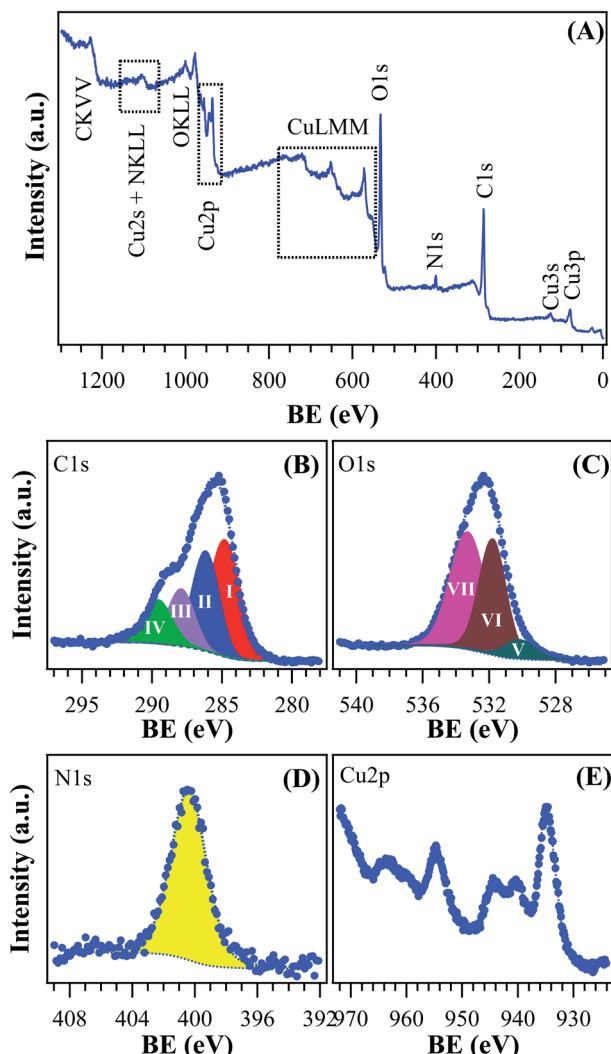 (A)
Intensity (a.u.)
CKVV
Cu2s + NKLL
OKLL
Cu2p
CuLMM
O1s
N1s
C1s
Cu3s
Cu3p
1200 1000 800 600 400 200 0
BE (eV)
C1s (B)
Intensity (a.u.)
IV III II I
295 290 285 280
BE (eV)
O1s (C)
VII VI V
540 536 532 528
BE (eV)
N1s (D)
Intensity (a.u.)
408 404 400 396 392
BE (eV)
Cu2p (E)
970 960 950 940 930
BE (eV)